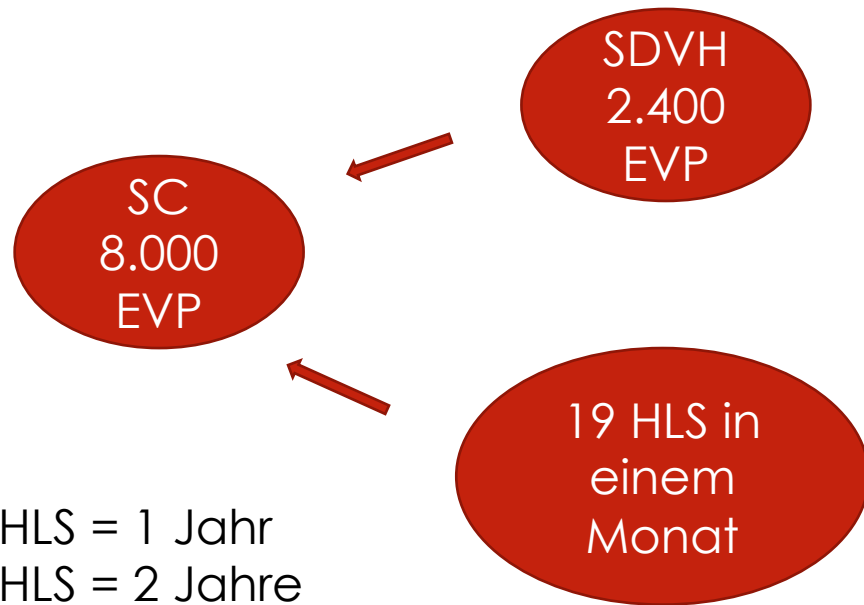 SDVH
2.400
EVP
SC
8.000
EVP
19 HLS in
einem
Monat
HLS = 1 Jahr
HLS = 2 Jahre